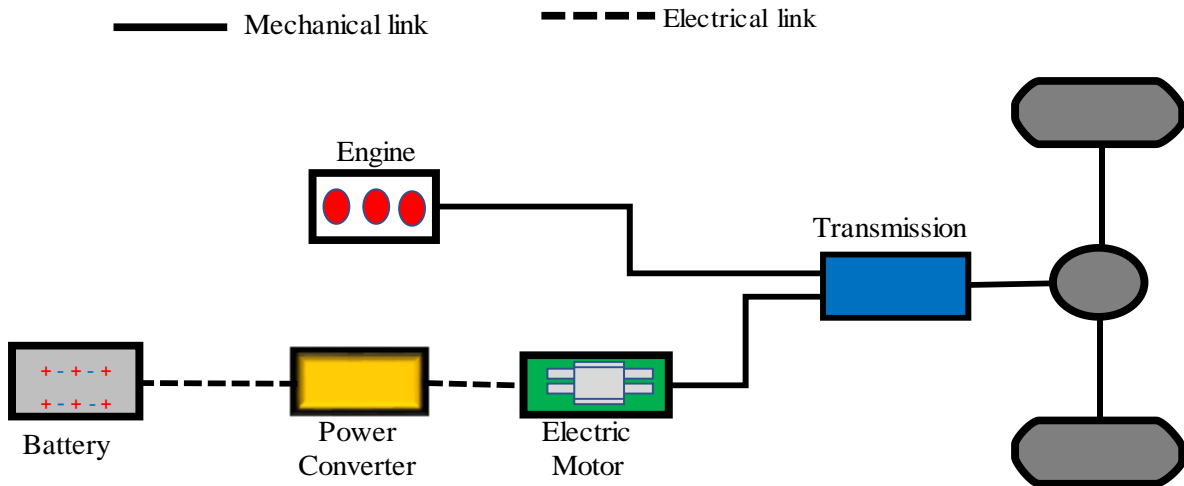 Mechanical link
Electrical link
Engine
Transmission
+ - + - +
+ - + - +
Battery
Power
Converter
Electric
Motor